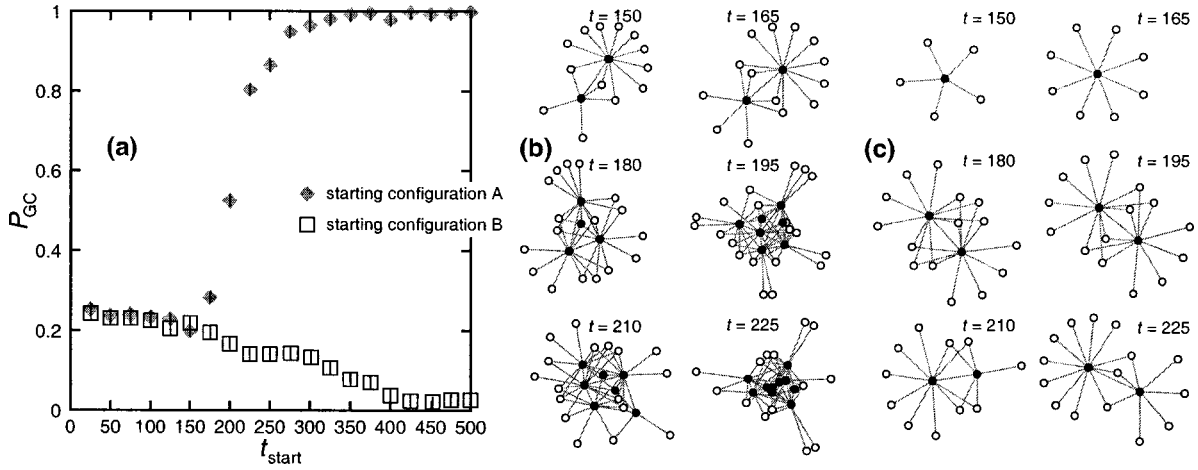 1
0.8
0.6
0.4
0.2
0
P_GC
(a)
starting configuration A
starting configuration B
0 50 100 150 200 250 300 350 400 450 500
t_start
(b)
t = 150
t = 165
t = 180
t = 195
t = 210
t = 225
(c)
t = 150
t = 165
t = 180
t = 195
t = 210
t = 225